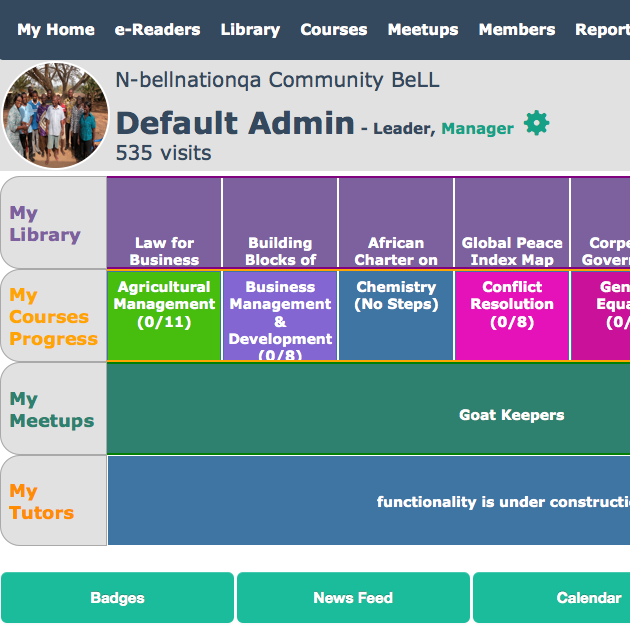 My Home e-Readers Library Courses Meetups Members Report
N-bellnationqa Community BeLL
Default Admin - Leader, Manager
535 visits
My
Library
Law for
Business
Building
Blocks of
African
Charter on
Global Peace
Index Map
Corpe
Govern
My
Courses
Progress
Agricultural
Management
(0/11)
Business
Management
&
Development
(0/8)
Chemistry
(No Steps)
Conflict
Resolution
(0/8)
Gen
Equa
(0/
My
Meetups
Goat Keepers
My
Tutors
functionality is under constructi
Badges News Feed Calendar